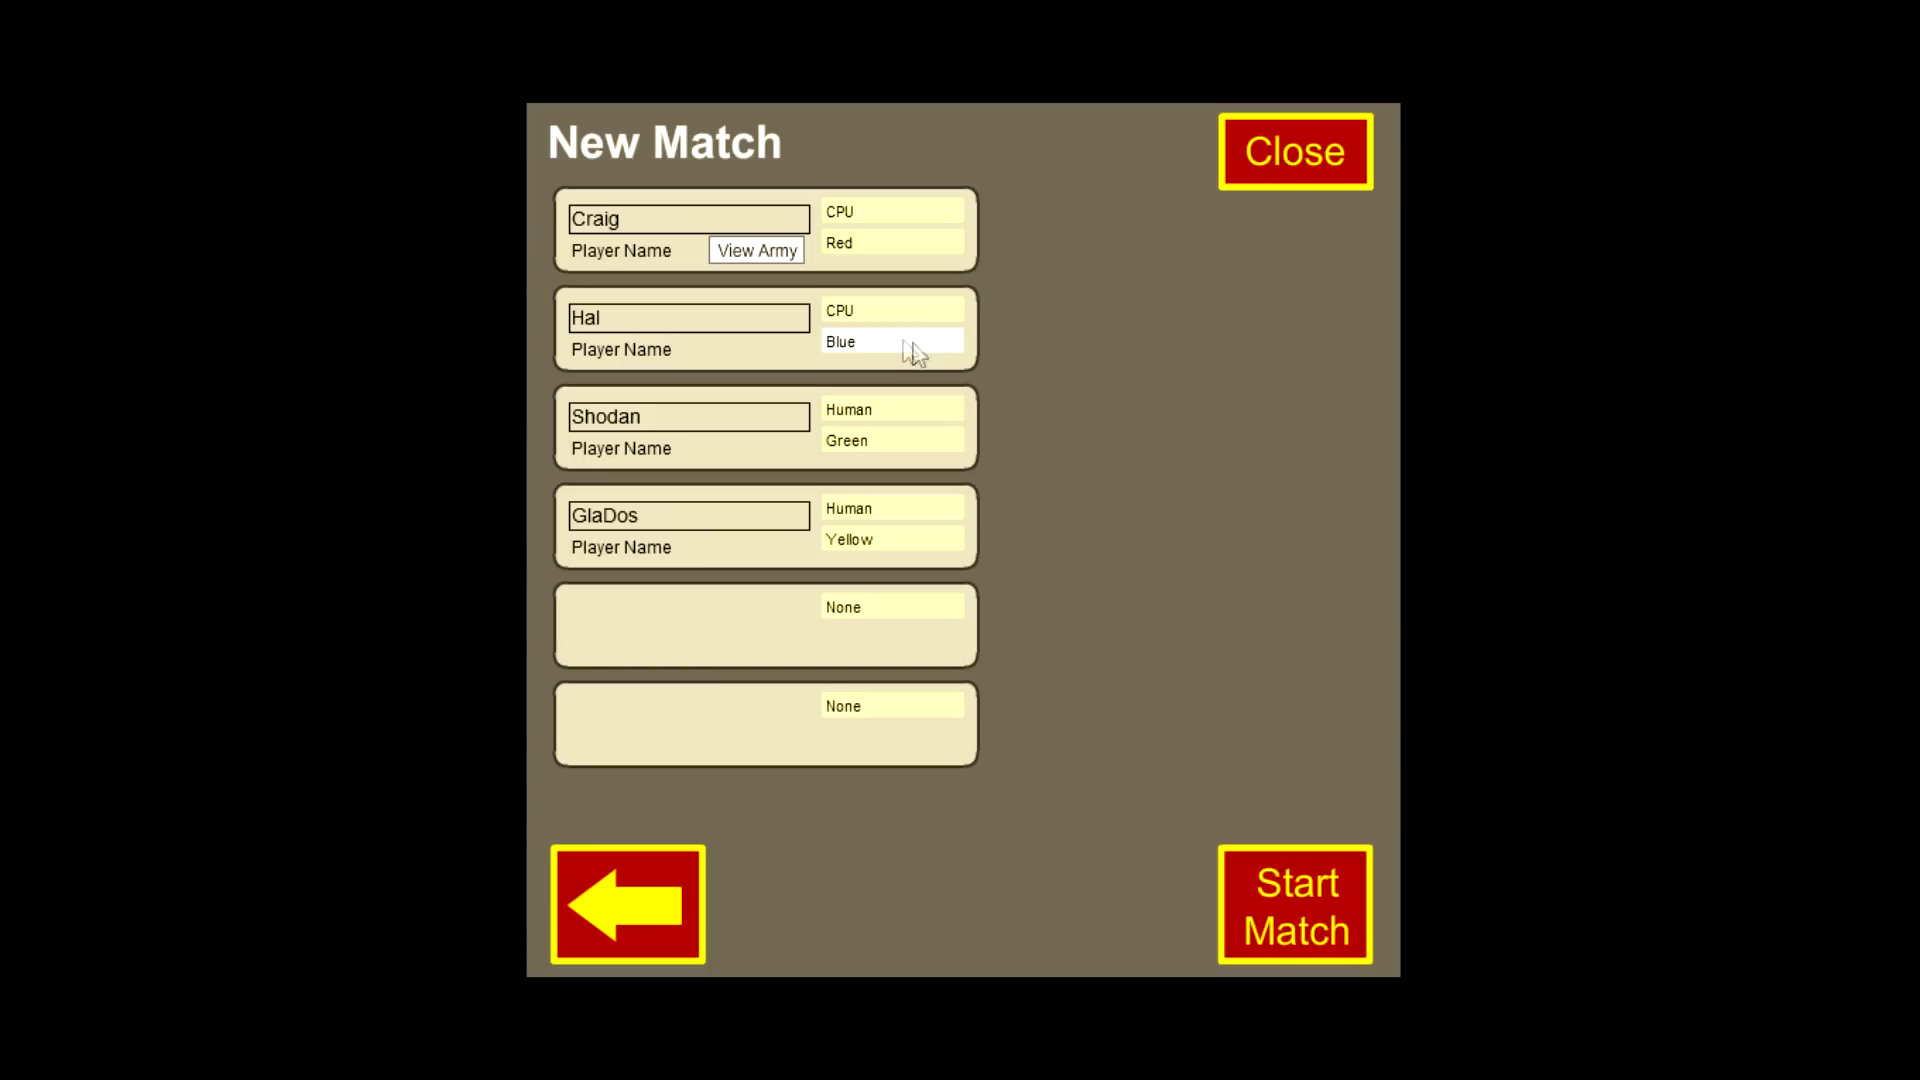 New Match
Close
Craig
CPU
Player Name
View Army
Red
Hal
CPU
Player Name
Blue
Shodan
Human
Player Name
Green
GlaDos
Human
Player Name
Yellow
None
None
Start
Match